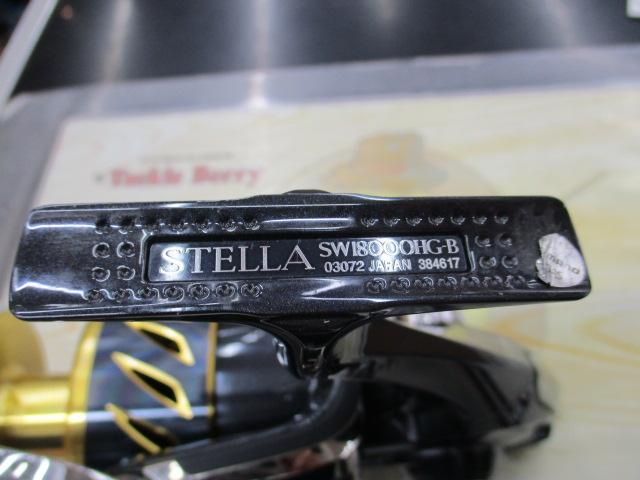 Tackle Berry
STELLA SW18000HG-B
03072 JAPAN 384617